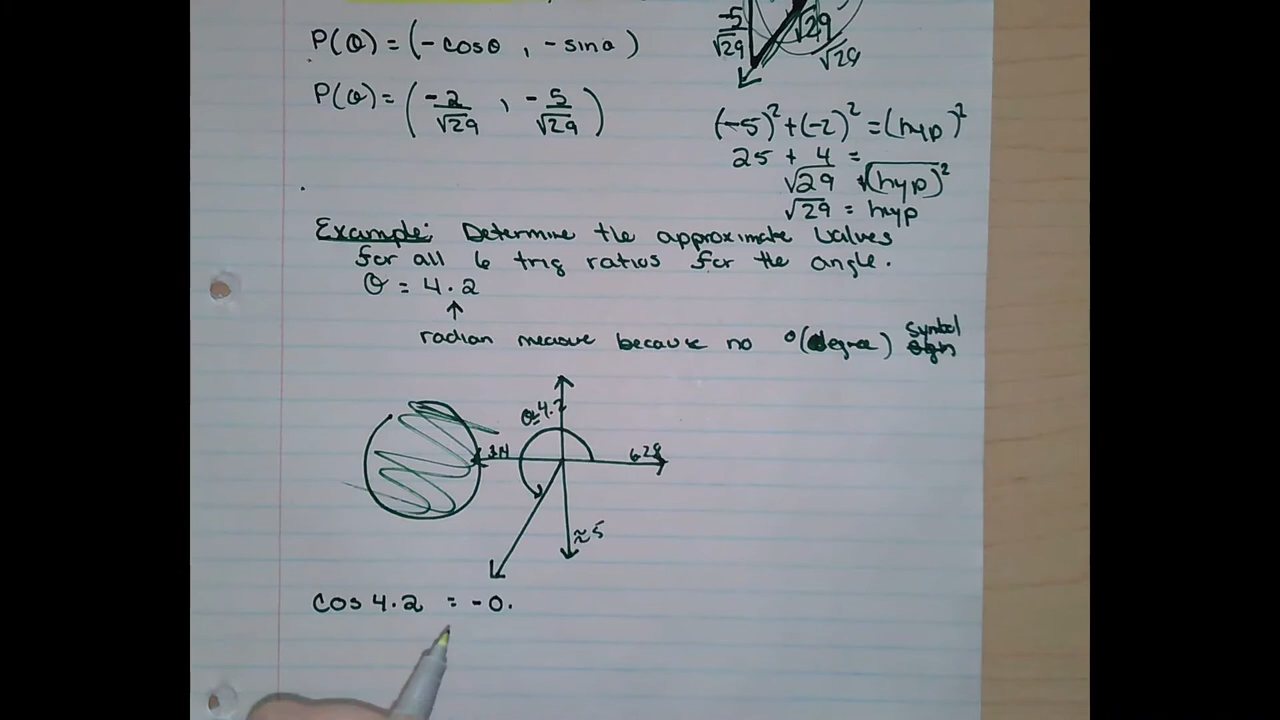 P(θ) = (-cosθ , -sinθ)
P(θ) = (-2/√29 , -5/√29)
-5/√29
√29
√29
(-5)² + (-2)² = (hyp)²
25 + 4 =
√29 √(hyp)²
√29 = hyp
Example: Determine the approximate values
for all 6 trig ratios for the angle.
θ = 4.2
↑
radian measure because no °(degree) symbol
θ=4.2
3.14
6.28
≈5
cos 4.2 = -0.